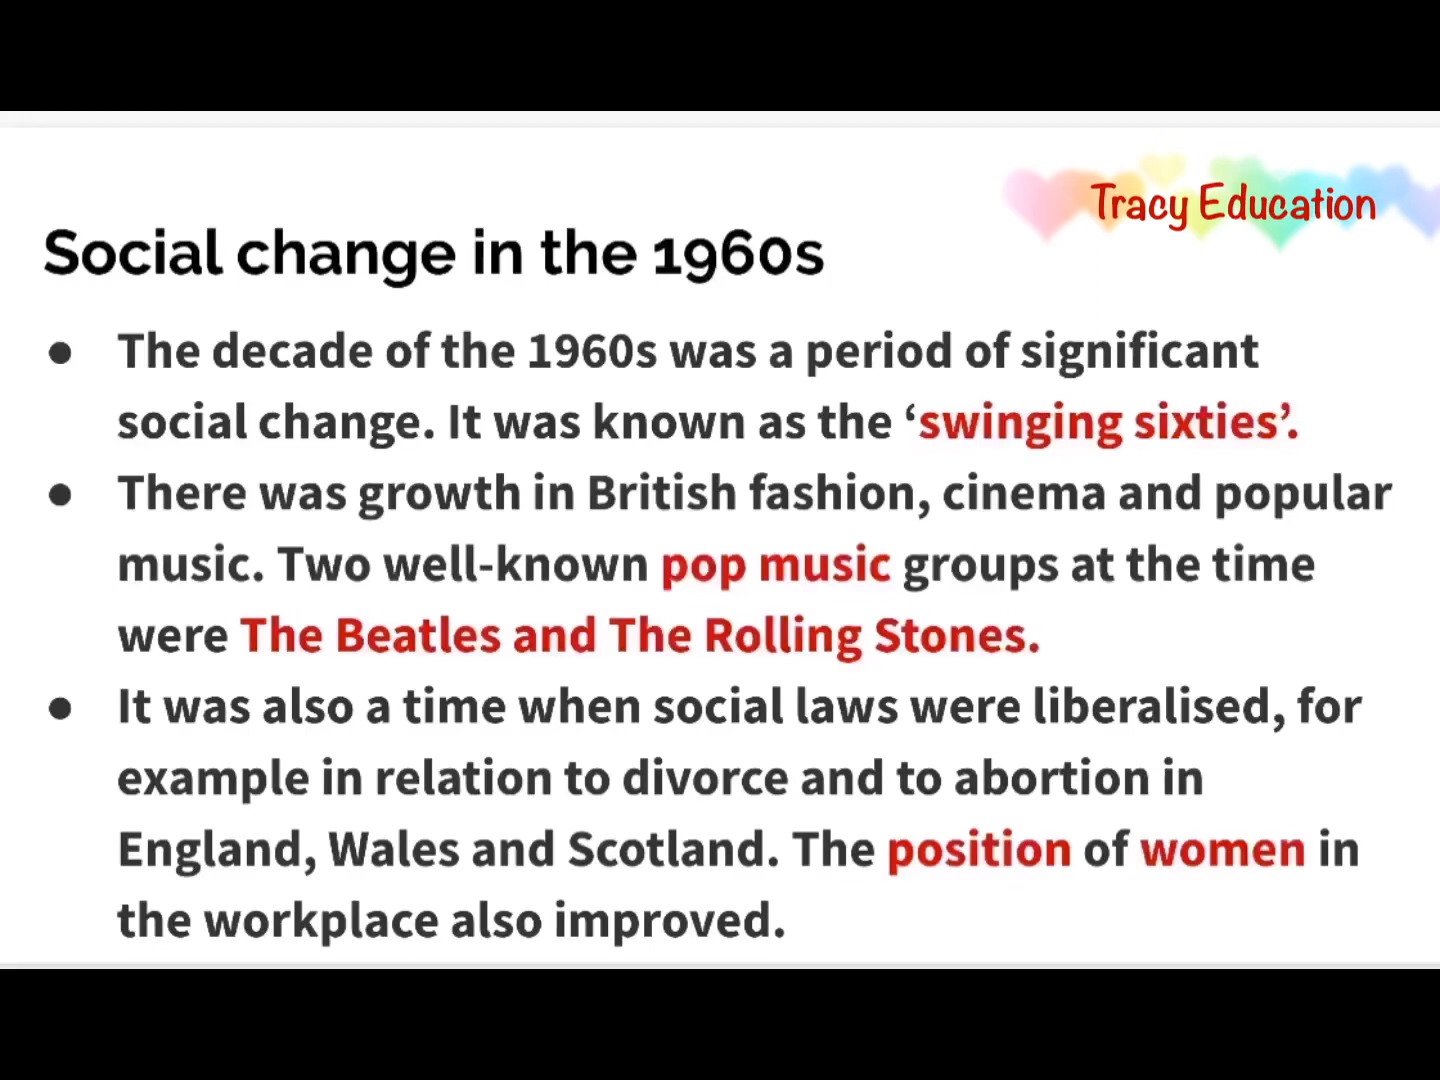 Tracy Education
Social change in the 1960s
● The decade of the 1960s was a period of significant
social change. It was known as the ‘swinging sixties’.
● There was growth in British fashion, cinema and popular
music. Two well-known pop music groups at the time
were The Beatles and The Rolling Stones.
● It was also a time when social laws were liberalised, for
example in relation to divorce and to abortion in
England, Wales and Scotland. The position of women in
the workplace also improved.